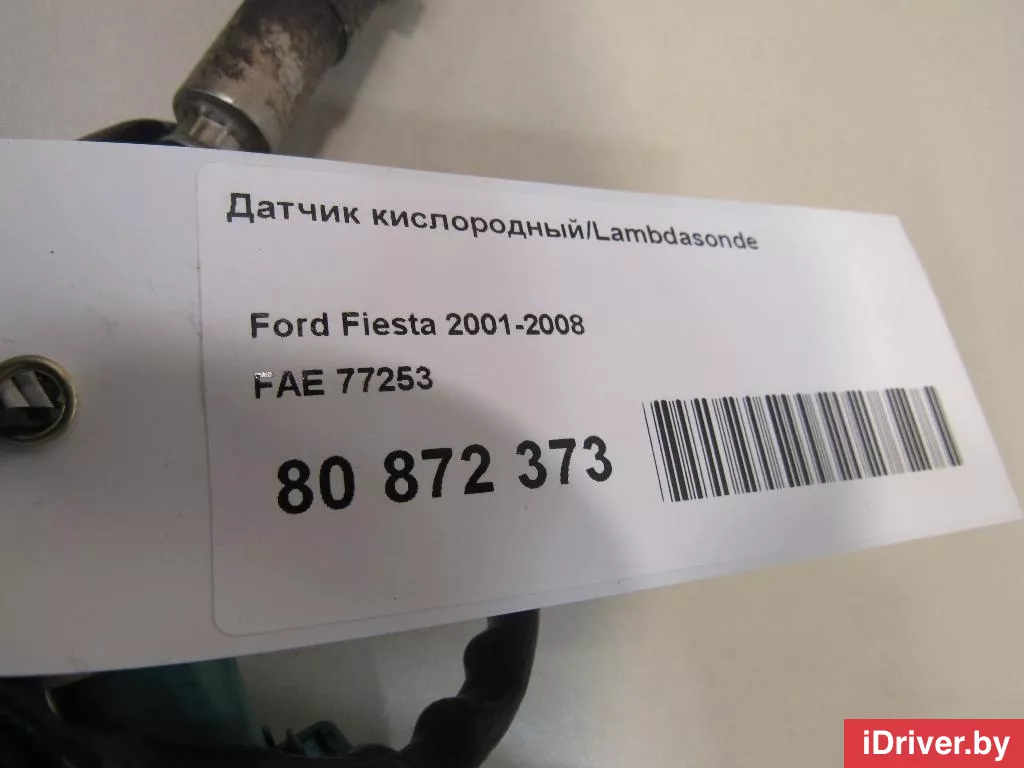 Датчик кислородный/Lambdasonde
Ford Fiesta 2001-2008
FAE 77253
80 872 373
iDriver.by